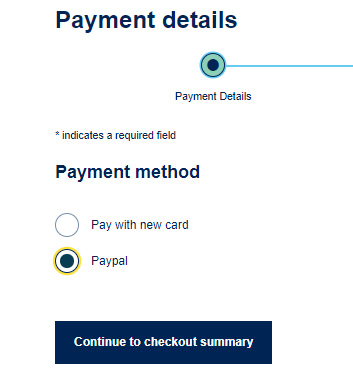 Payment details
Payment Details
* indicates a required field
Payment method
Pay with new card
Paypal
Continue to checkout summary